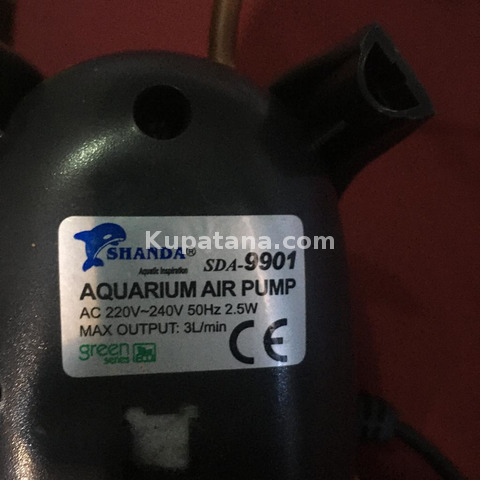 SHANDA®
Aquatic Inspiration
SDA-9901
Kupatana.com
AQUARIUM AIR PUMP
AC 220V~240V 50Hz 2.5W
MAX OUTPUT: 3L/min
green
series
CE